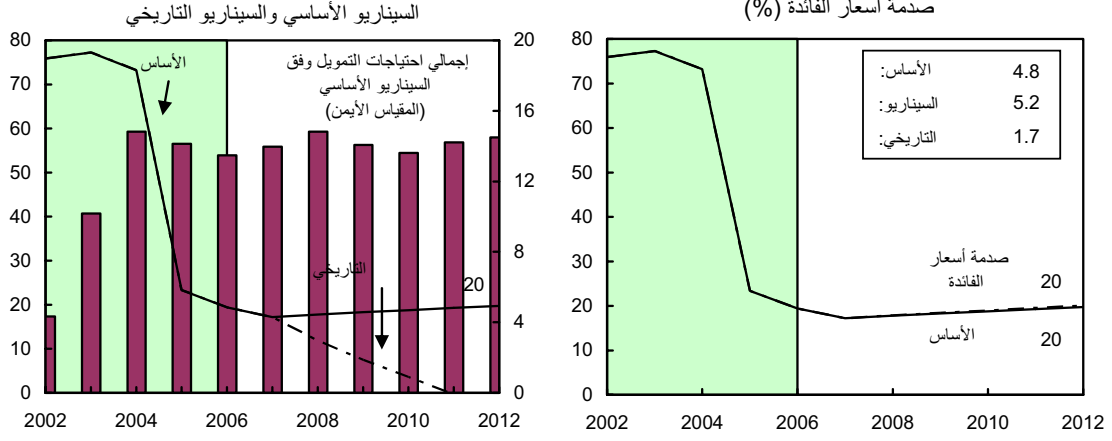 السيناريو الأساسي والسيناريو التاريخي
80
70
60
50
40
30
20
10
0
20
16
12
8
4
0
2002 2004 2006 2008 2010 2012
الأساس
إجمالي احتياجات التمويل وفق
السيناريو الأساسي
(المقياس الأيمن)
التاريخي
20
صدمة أسعار الفائدة (%)
80
70
60
50
40
30
20
10
0
2002 2004 2006 2008 2010 2012
الأساس: 4.8
السيناريو: 5.2
التاريخي: 1.7
صدمة أسعار
الفائدة
20
الأساس
20